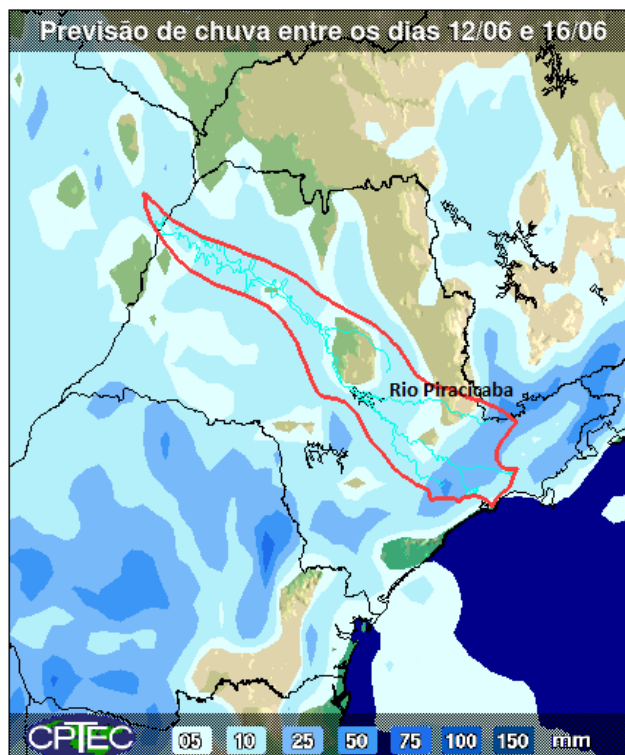 Previsão de chuva entre os dias 12/06 e 16/06
Rio Piracicaba
CPTEC 05 10 25 50 75 100 150 mm